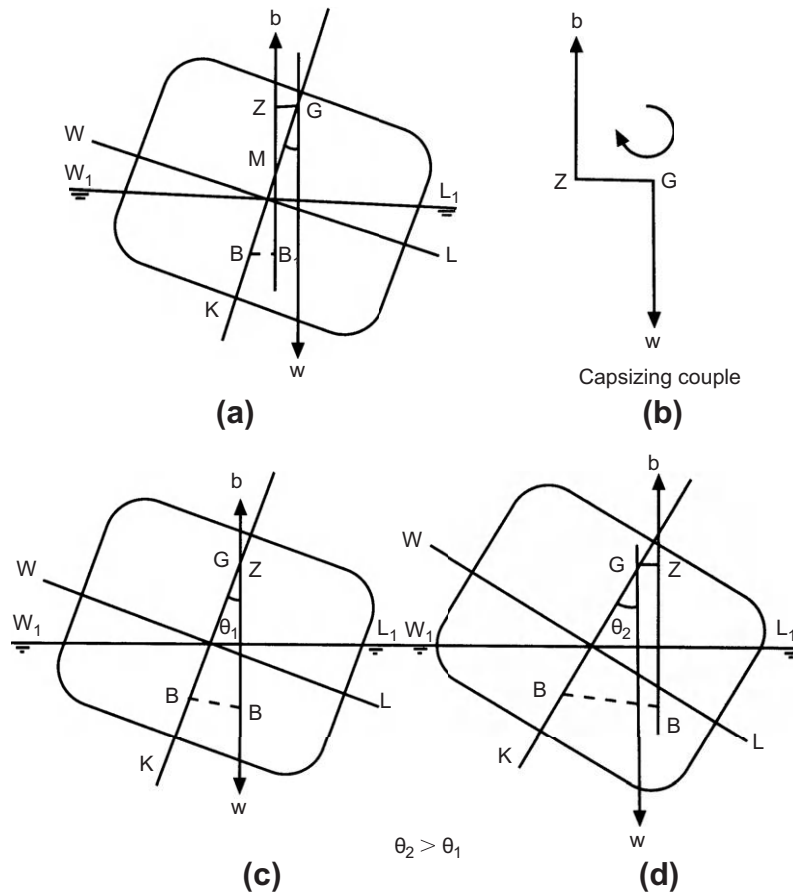 b
Z G
W
M
W₁ L₁
B B₁
L
K
w
(a)
b
Z G
w
Capsizing couple
(b)
b
G Z
W
θ₁
W₁ L₁
B B
L
K
w
(c)
b
W
G Z
θ₂
W₁ L₁
B B
L
K
w
θ₂ > θ₁
(d)